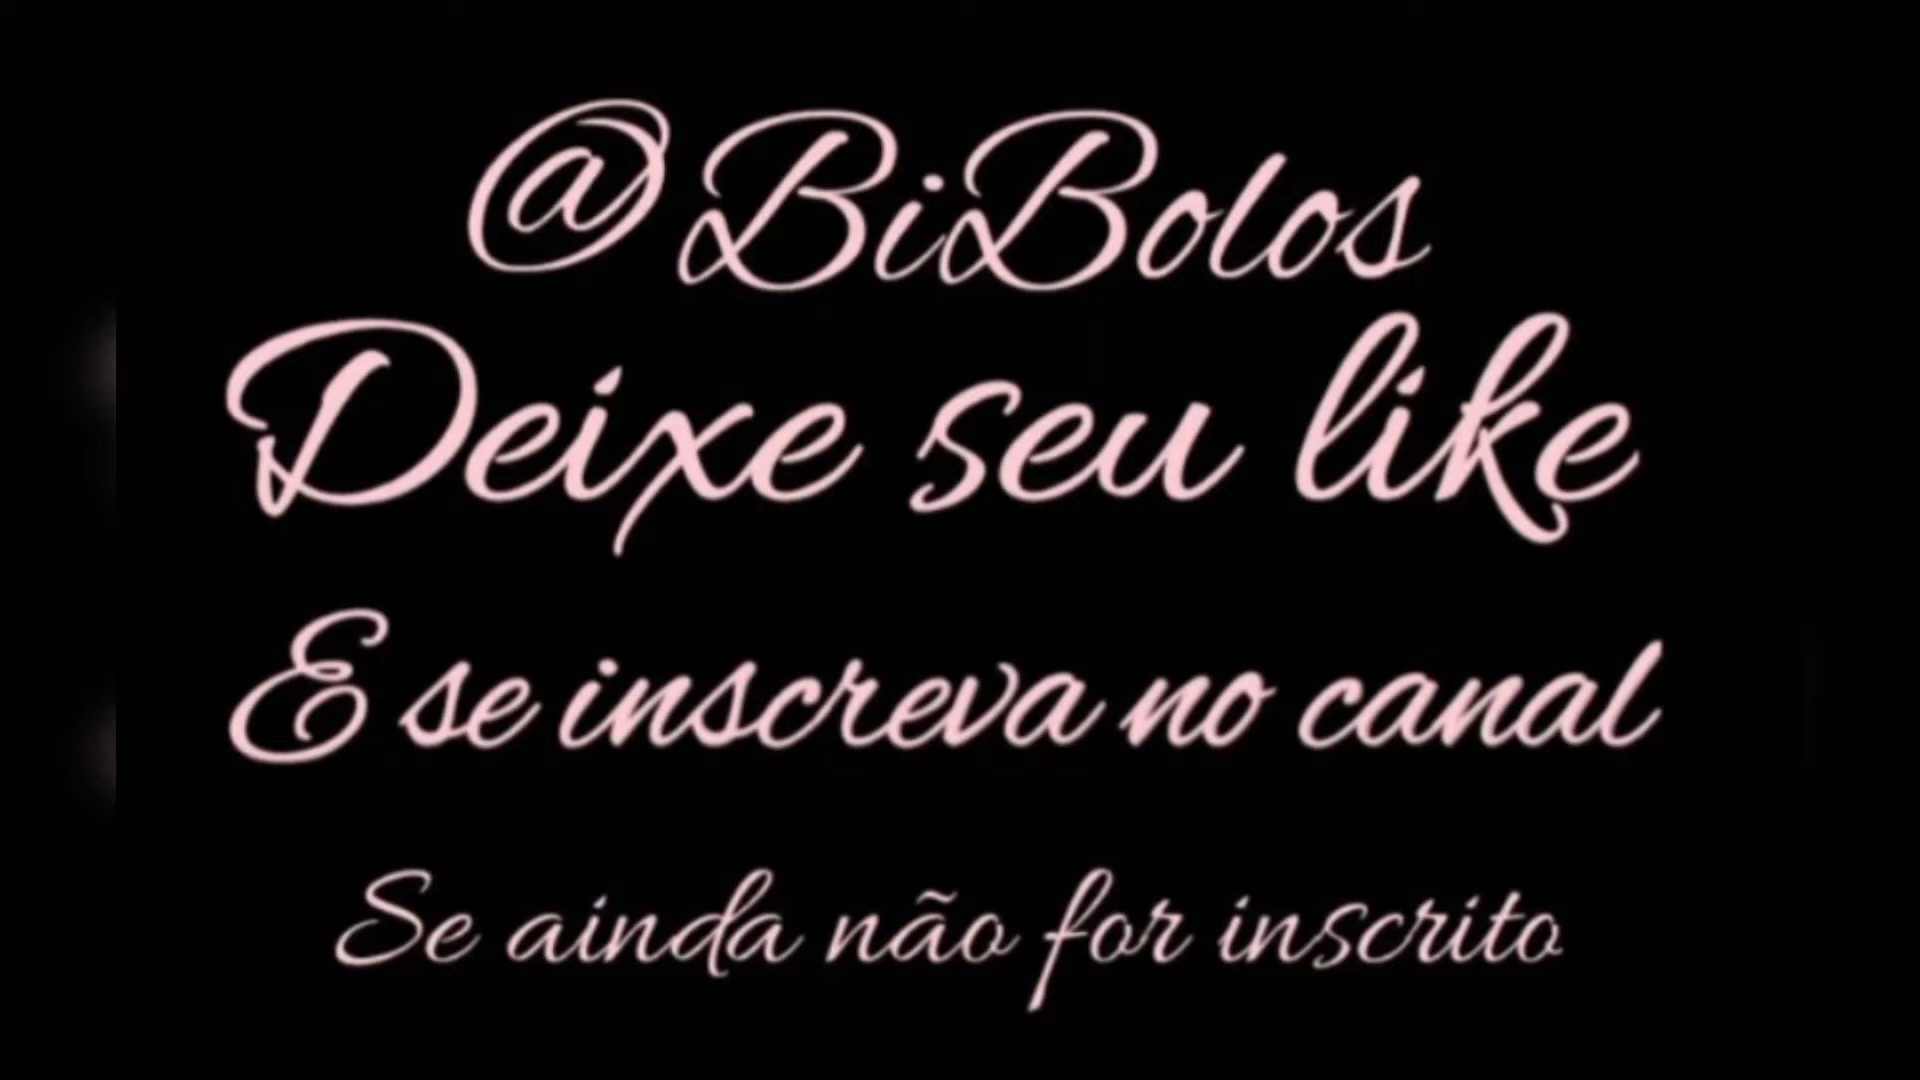 @BiBolos
Deixe seu like
E se inscreva no canal
Se ainda não for inscrito